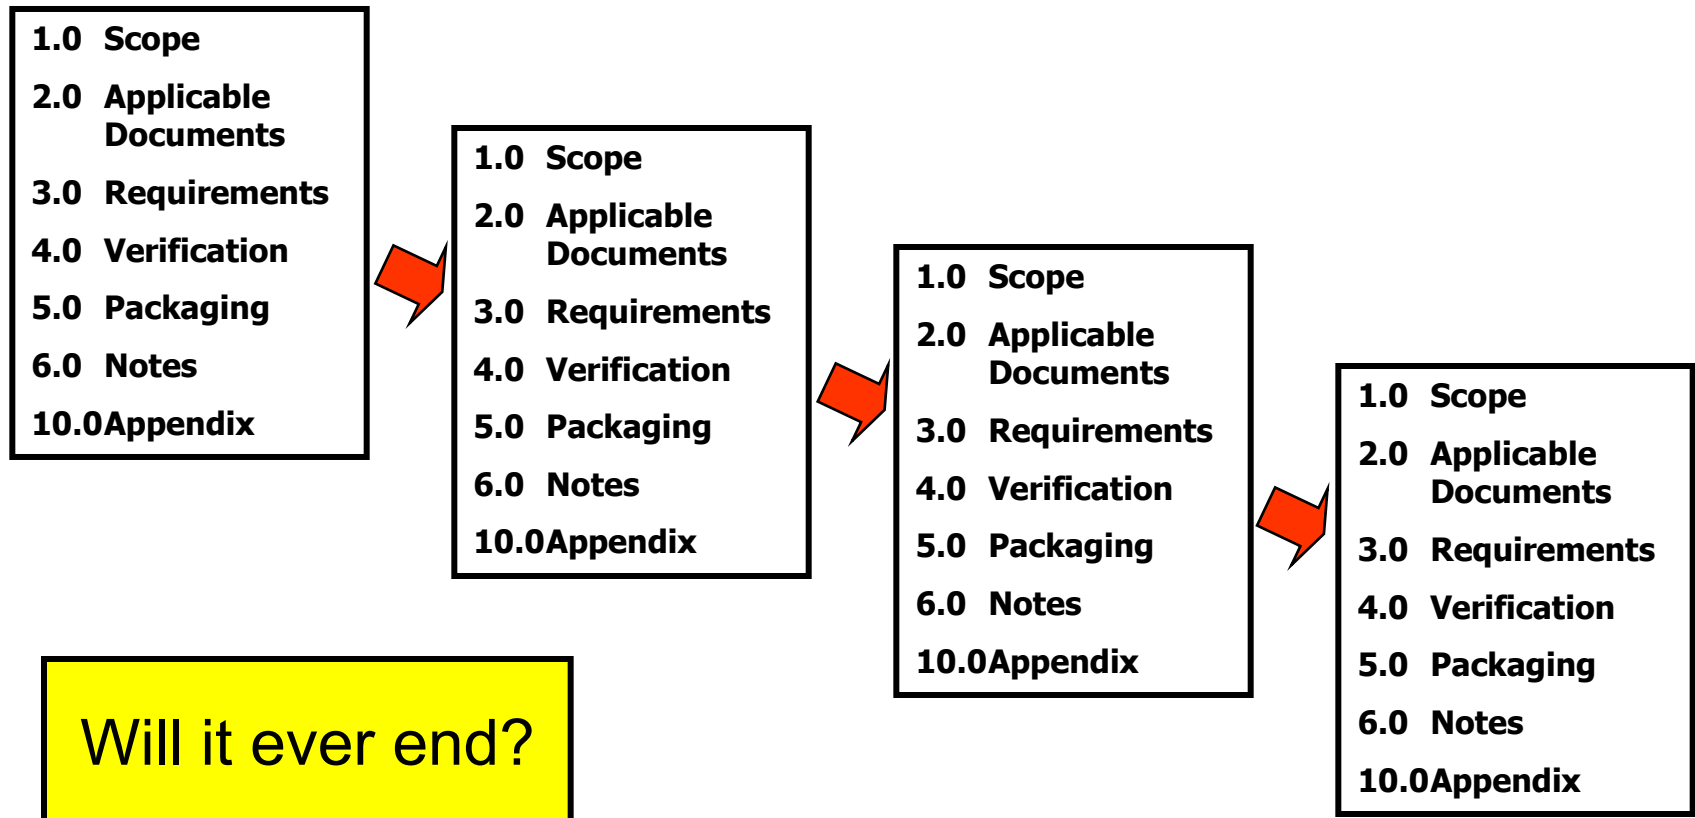 1.0 Scope
2.0 Applicable
Documents
3.0 Requirements
4.0 Verification
5.0 Packaging
6.0 Notes
10.0Appendix
1.0 Scope
2.0 Applicable
Documents
3.0 Requirements
4.0 Verification
5.0 Packaging
6.0 Notes
10.0Appendix
1.0 Scope
2.0 Applicable
Documents
3.0 Requirements
4.0 Verification
5.0 Packaging
6.0 Notes
10.0Appendix
1.0 Scope
2.0 Applicable
Documents
3.0 Requirements
4.0 Verification
5.0 Packaging
6.0 Notes
10.0Appendix
Will it ever end?